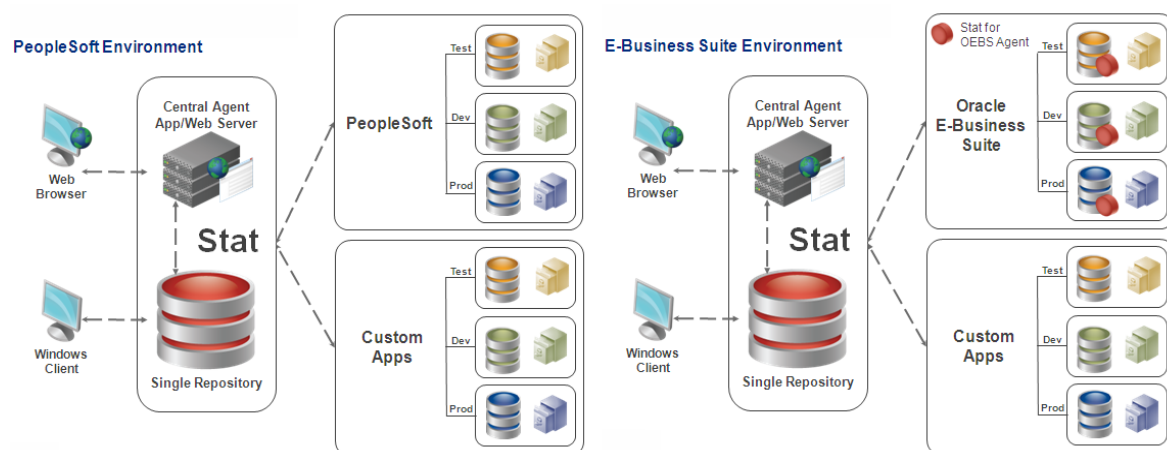 PeopleSoft Environment
Central Agent
App/Web Server
Web
Browser
Stat
Windows
Client
Single Repository
PeopleSoft
Test
Dev
Prod
Custom
Apps
Test
Dev
Prod
E-Business Suite Environment
Central Agent
App/Web Server
Web
Browser
Stat
Windows
Client
Single Repository
Stat for
OEBS Agent
Oracle
E-Business
Suite
Test
Dev
Prod
Custom
Apps
Test
Dev
Prod